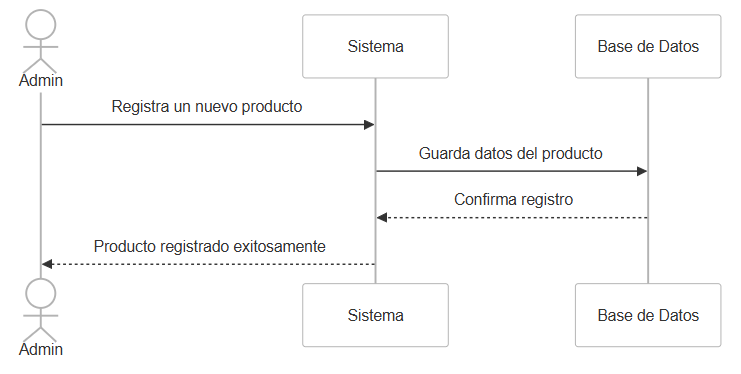 Admin
Sistema
Base de Datos
Registra un nuevo producto
Guarda datos del producto
Confirma registro
Producto registrado exitosamente
Admin
Sistema
Base de Datos